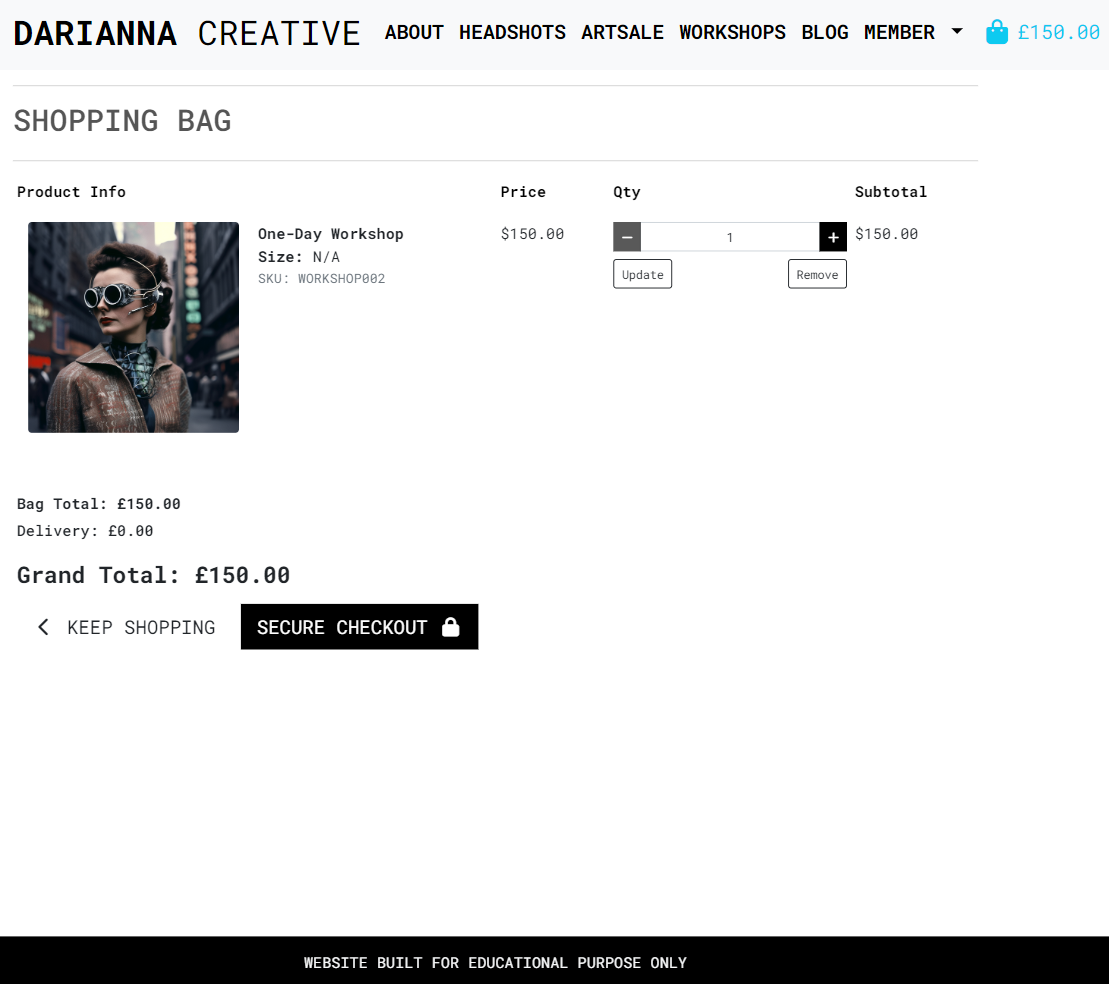 DARIANNA CREATIVE ABOUT HEADSHOTS ARTSALE WORKSHOPS BLOG MEMBER £150.00
SHOPPING BAG
Product Info Price Qty Subtotal
One-Day Workshop $150.00 − 1 + $150.00
Size: N/A
SKU: WORKSHOP002
Update Remove
Bag Total: £150.00
Delivery: £0.00
Grand Total: £150.00
KEEP SHOPPING SECURE CHECKOUT
WEBSITE BUILT FOR EDUCATIONAL PURPOSE ONLY